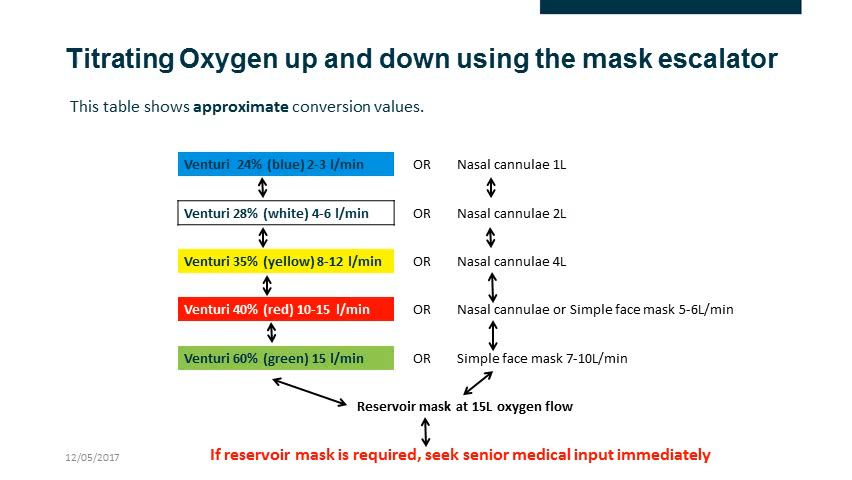 Titrating Oxygen up and down using the mask escalator
This table shows approximate conversion values.
Venturi 24% (blue) 2-3 l/min OR Nasal cannulae 1L
Venturi 28% (white) 4-6 l/min OR Nasal cannulae 2L
Venturi 35% (yellow) 8-12 l/min OR Nasal cannulae 4L
Venturi 40% (red) 10-15 l/min OR Nasal cannulae or Simple face mask 5-6L/min
Venturi 60% (green) 15 l/min OR Simple face mask 7-10L/min
Reservoir mask at 15L oxygen flow
If reservoir mask is required, seek senior medical input immediately
12/05/2017